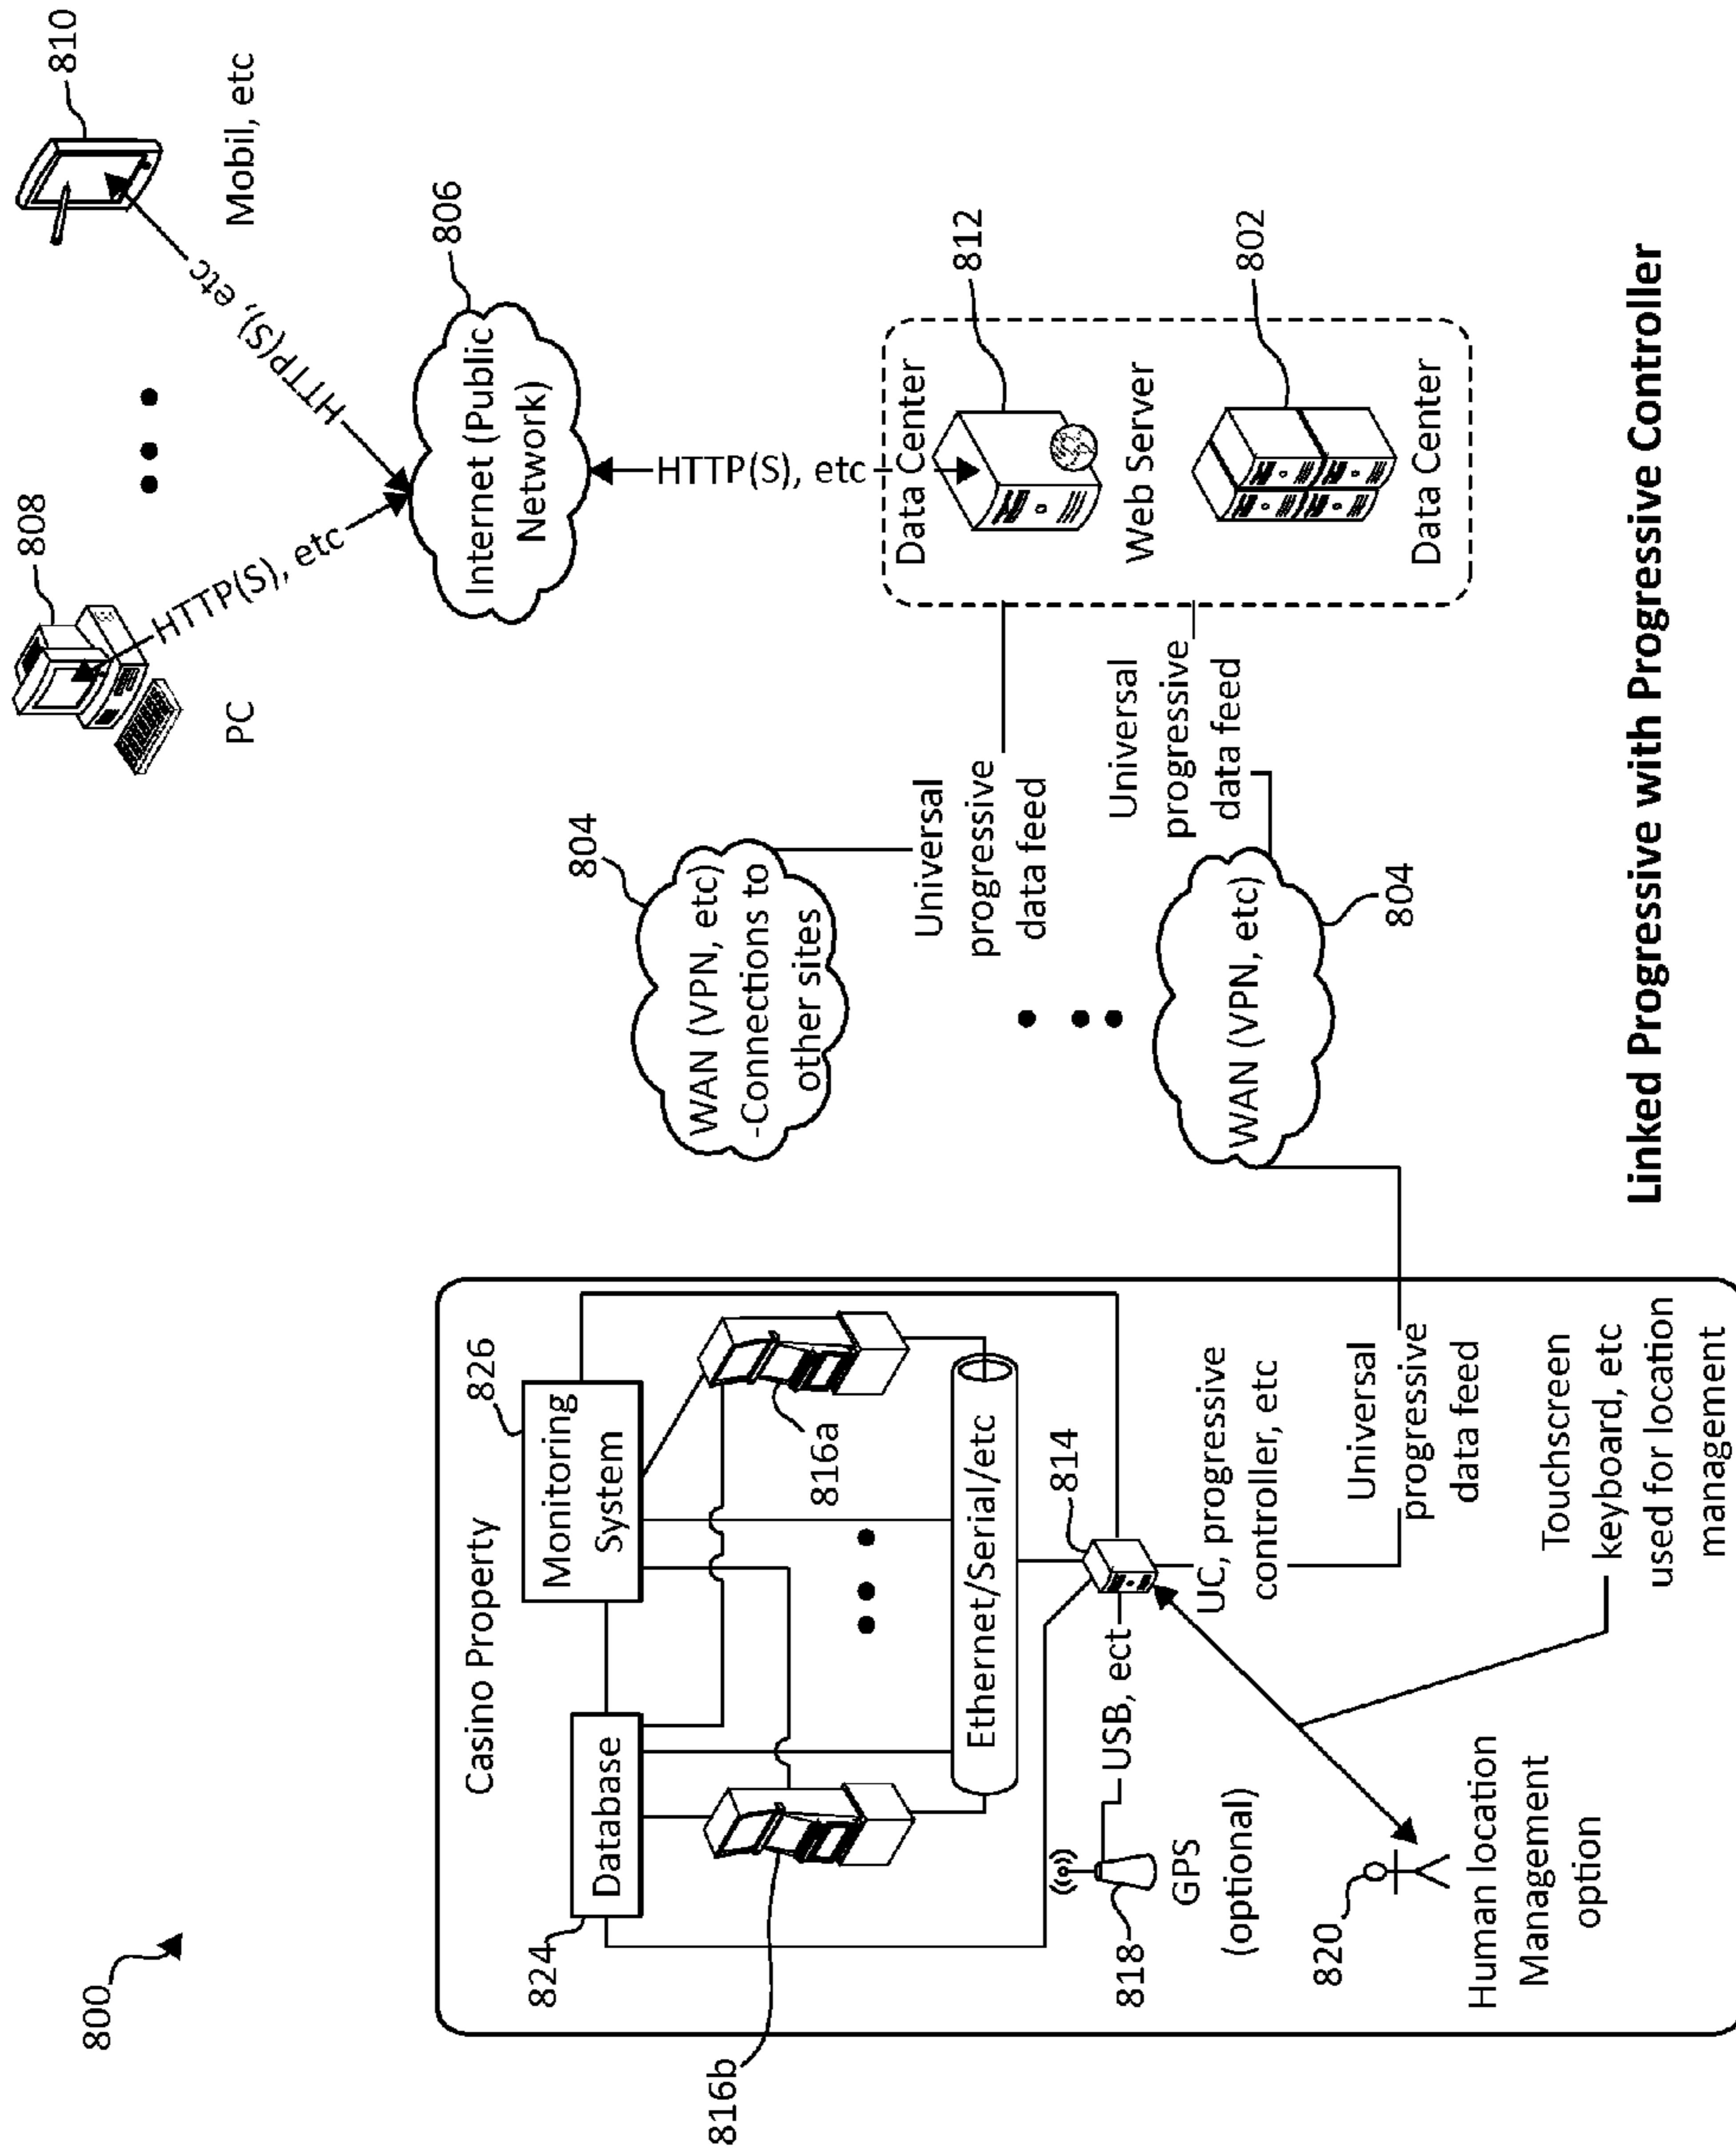 800
808
PC
HTTP(S), etc
810
Mobil, etc
HTTP(S), etc
806
Internet (Public
Network)
HTTP(S), etc
Data Center
812
Web Server
802
Data Center
804
WAN (VPN, etc)
-Connections to
other sites
Universal
progressive
data feed
Universal
progressive
data feed
WAN (VPN, etc)
804
Casino Property
824
Database
826
Monitoring
System
816b
816a
Ethernet/Serial/etc
814
USB, ect
UC, progressive
controller, etc
818
GPS
(optional)
Universal
progressive
data feed
820
Human location
Management
option
Touchscreen
keyboard, etc
used for location
management
Linked Progressive with Progressive Controller